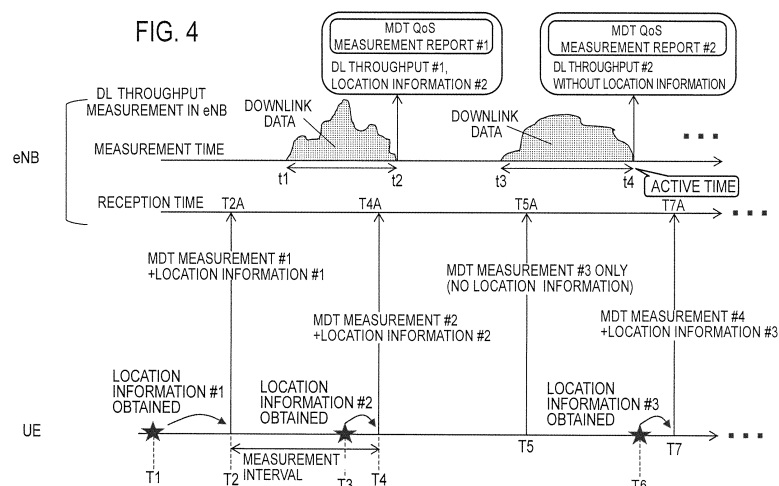 FIG. 4
MDT QoS
MEASUREMENT REPORT #1
DL THROUGHPUT #1,
LOCATION INFORMATION #2
MDT QoS
MEASUREMENT REPORT #2
DL THROUGHPUT #2
WITHOUT LOCATION INFORMATION
eNB
DL THROUGHPUT
MEASUREMENT IN eNB
DOWNLINK
DATA
DOWNLINK
DATA
MEASUREMENT TIME
t1
t2
t3
t4
ACTIVE TIME
RECEPTION TIME
T2A
T4A
T5A
T7A
MDT MEASUREMENT #1
+LOCATION INFORMATION #1
MDT MEASUREMENT #3 ONLY
(NO LOCATION INFORMATION)
MDT MEASUREMENT #2
+LOCATION INFORMATION #2
MDT MEASUREMENT #4
+LOCATION INFORMATION #3
LOCATION
INFORMATION #1
OBTAINED
LOCATION
INFORMATION #2
OBTAINED
LOCATION
INFORMATION #3
OBTAINED
UE
T5
T7
MEASUREMENT
INTERVAL
T1
T2
T3
T4
T6